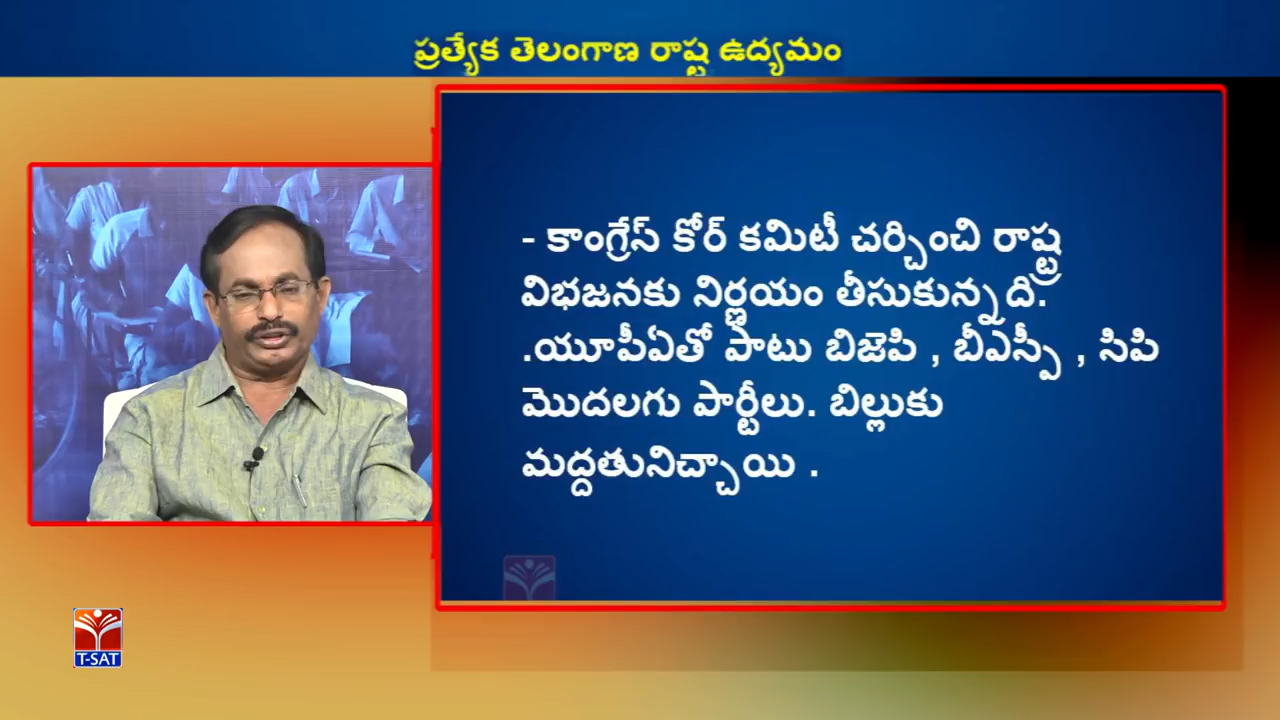 ప్రత్యేక తెలంగాణ రాష్ట ఉద్యమం
- కాంగ్రేస్ కోర్ కమిటీ చర్చించి రాష్ట్ర
విభజనకు నిర్ణయం తీసుకున్నది.
.యూపీఏతో పాటు బిజెపి , బీఎస్పీ , సిపి
మొదలగు పార్టీలు. బిల్లుకు
మద్దతునిచ్చాయి .
T-SAT